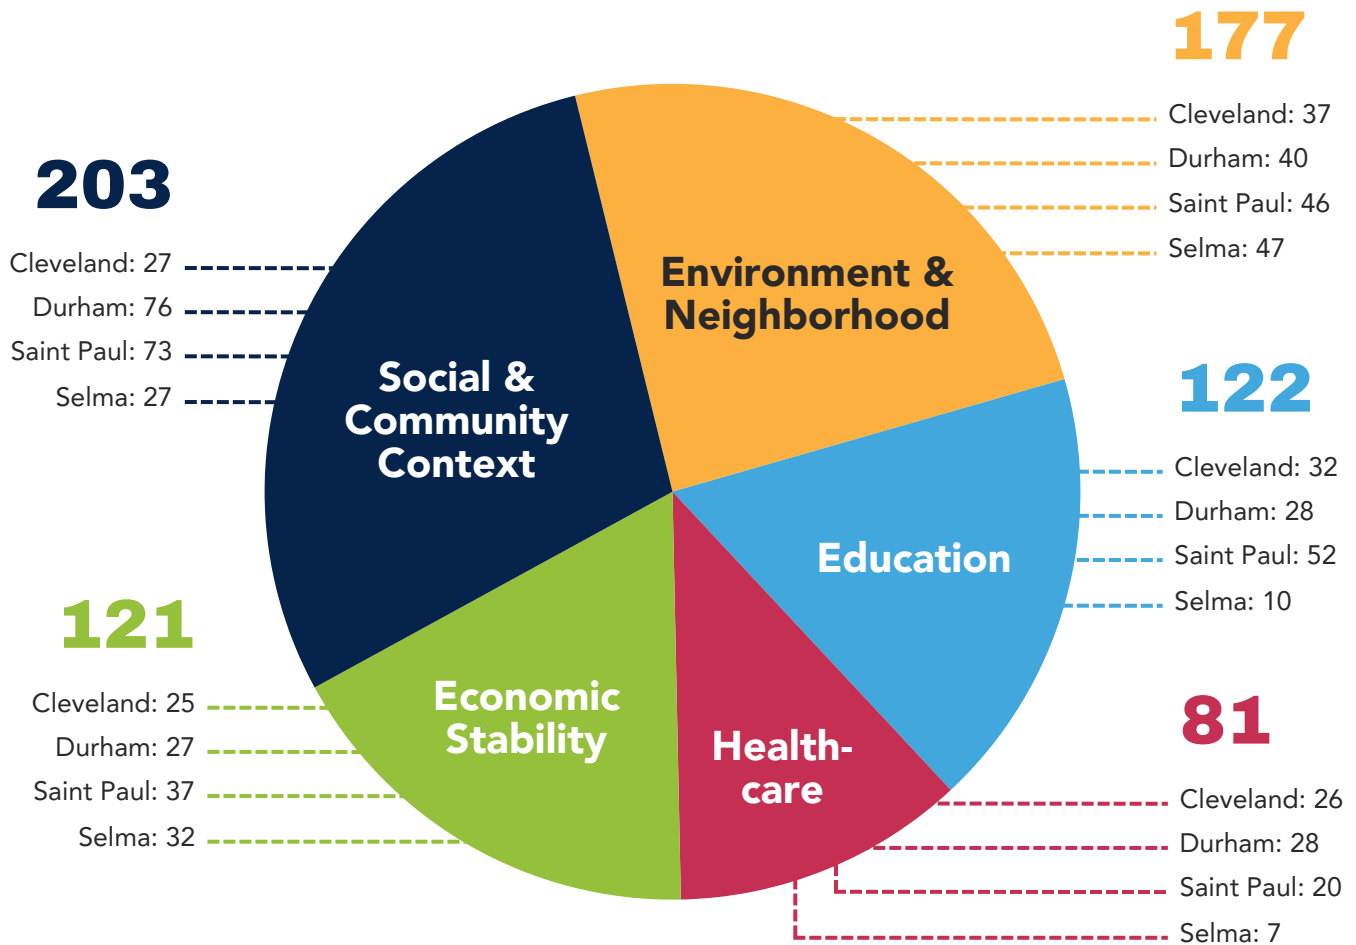 177
Cleveland: 37
Durham: 40
Saint Paul: 46
Selma: 47
203
Cleveland: 27
Durham: 76
Saint Paul: 73
Selma: 27
Environment &
Neighborhood
Social &
Community
Context
122
Cleveland: 32
Durham: 28
Saint Paul: 52
Selma: 10
Education
121
Cleveland: 25
Durham: 27
Saint Paul: 37
Selma: 32
Economic
Stability
Health-
care
81
Cleveland: 26
Durham: 28
Saint Paul: 20
Selma: 7